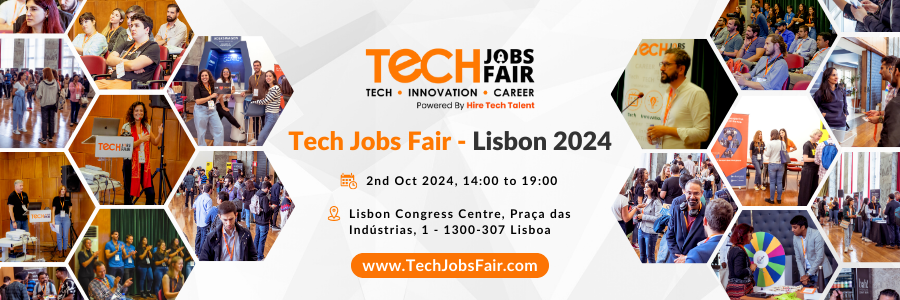 TECH JOBS FAIR
TECH • INNOVATION • CAREER
Powered By Hire Tech Talent
Tech Jobs Fair - Lisbon 2024
2nd Oct 2024, 14:00 to 19:00
Lisbon Congress Centre, Praça das
Indústrias, 1 - 1300-307 Lisboa
www.TechJobsFair.com